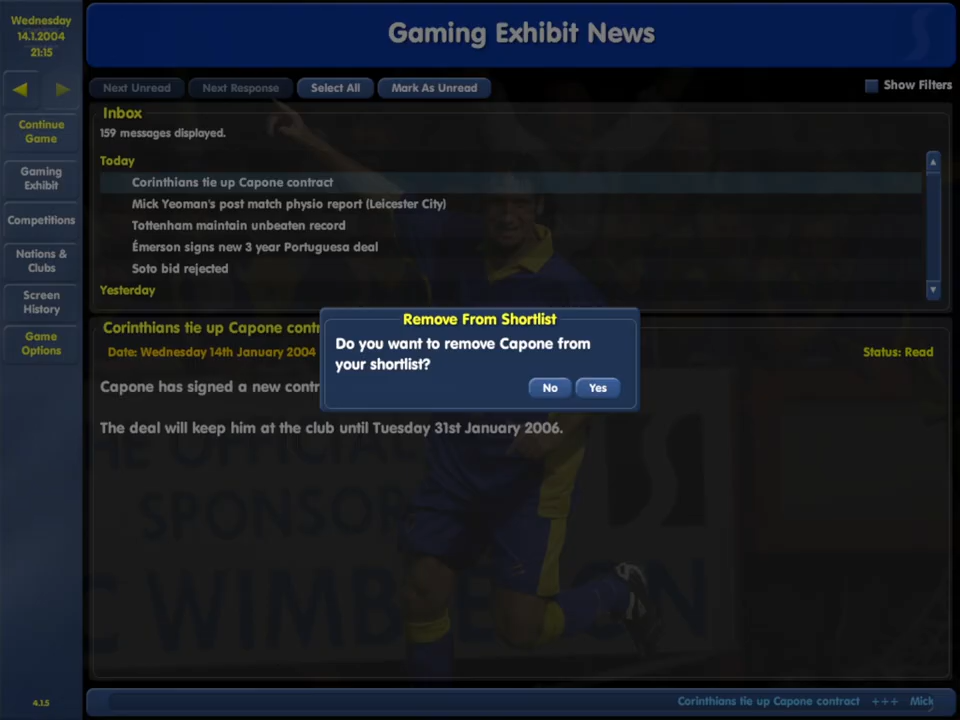 Wednesday
14.1.2004
21:15
Gaming Exhibit News
Next Unread
Next Response
Select All
Mark As Unread
Show Filters
Continue
Game
Gaming
Exhibit
Competitions
Nations &
Clubs
Screen
History
Game
Options
Inbox
159 messages displayed.
Today
Corinthians tie up Capone contract
Mick Yeoman's post match physio report (Leicester City)
Tottenham maintain unbeaten record
Émerson signs new 3 year Portuguesa deal
Soto bid rejected
Yesterday
Remove From Shortlist
Do you want to remove Capone from
your shortlist?
No
Yes
Corinthians tie up Capone contr
Date: Wednesday 14th January 2004
Status: Read
Capone has signed a new contr
The deal will keep him at the club until Tuesday 31st January 2006.
HE OFFICIAL
SPONSOR
C WIMBLEDON
4.1.5
Corinthians tie up Capone contract +++ Mick